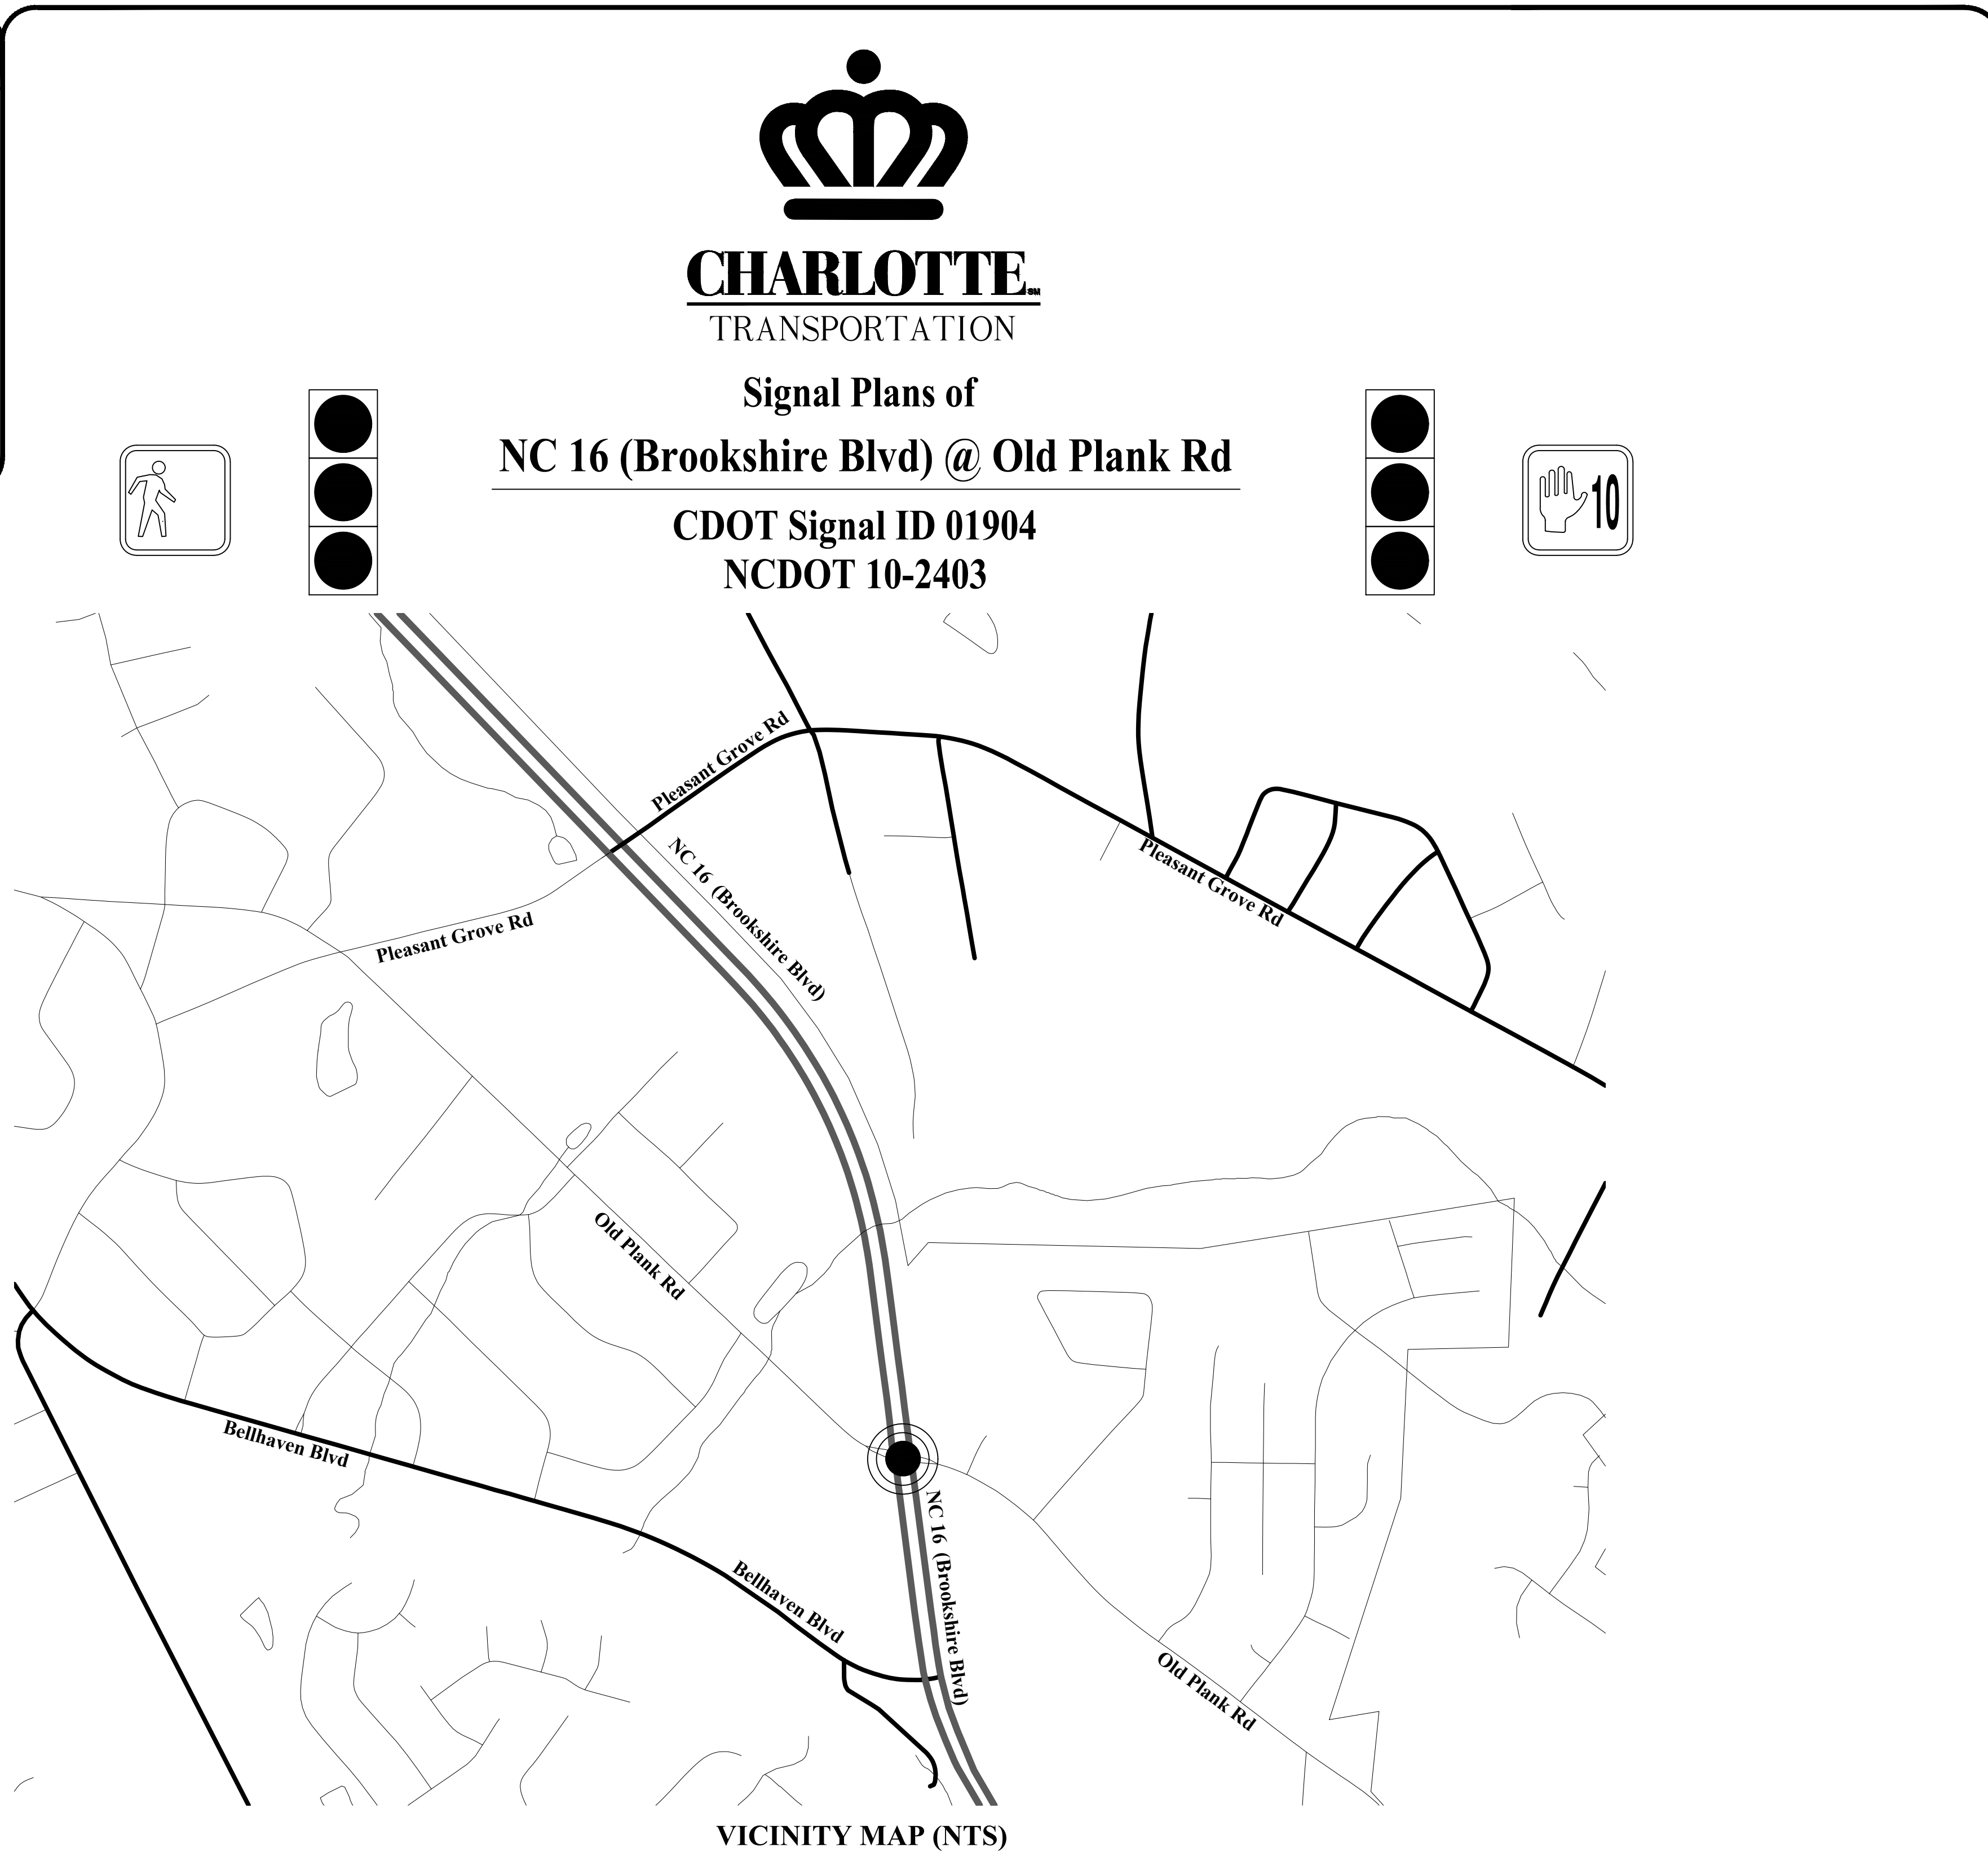 CHARLOTTE SM
TRANSPORTATION
Signal Plans of
NC 16 (Brookshire Blvd) @ Old Plank Rd
CDOT Signal ID 01904
NCDOT 10-2403
10
Pleasant Grove Rd
NC 16 (Brookshire Blvd)
Pleasant Grove Rd
Pleasant Grove Rd
Old Plank Rd
Bellhaven Blvd
NC 16 (Brookshire Blvd)
Bellhaven Blvd
Old Plank Rd
VICINITY MAP (NTS)